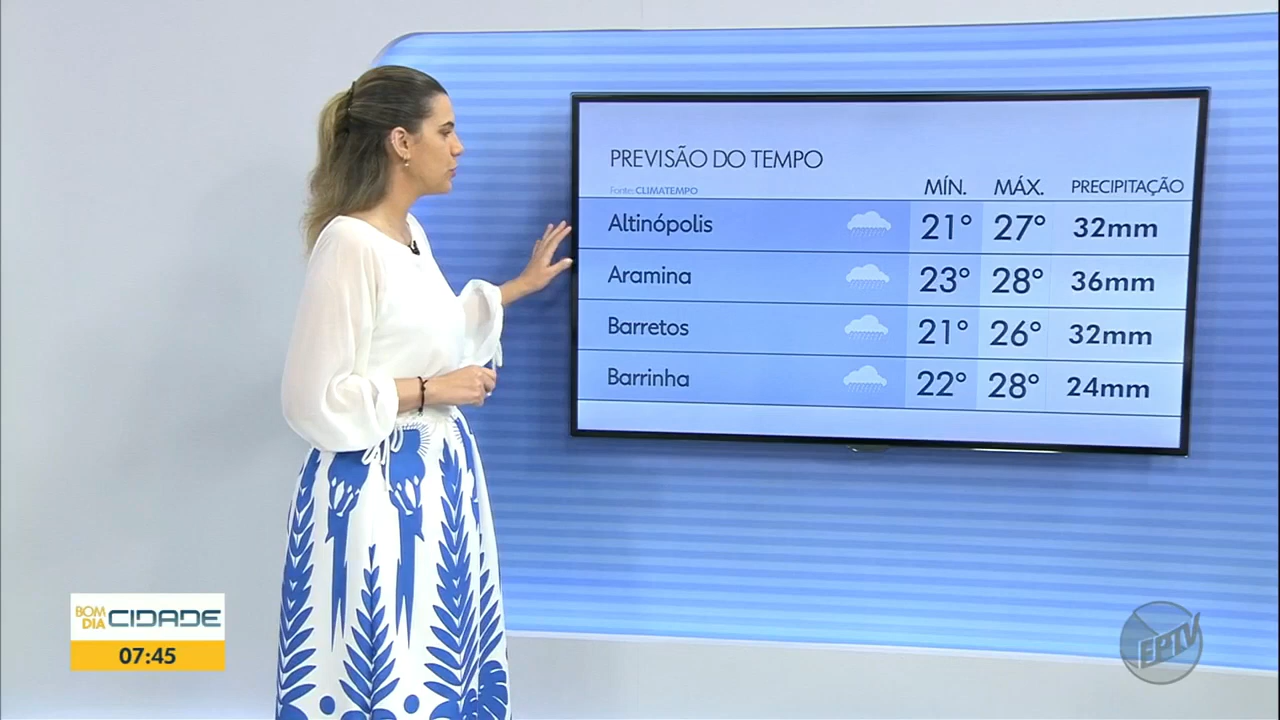 PREVISÃO DO TEMPO
Fonte: CLIMATEMPO
MÍN. MÁX. PRECIPITAÇÃO
Altinópolis 21° 27° 32mm
Aramina 23° 28° 36mm
Barretos 21° 26° 32mm
Barrinha 22° 28° 24mm
BOM DIA CIDADE
07:45
EPTV